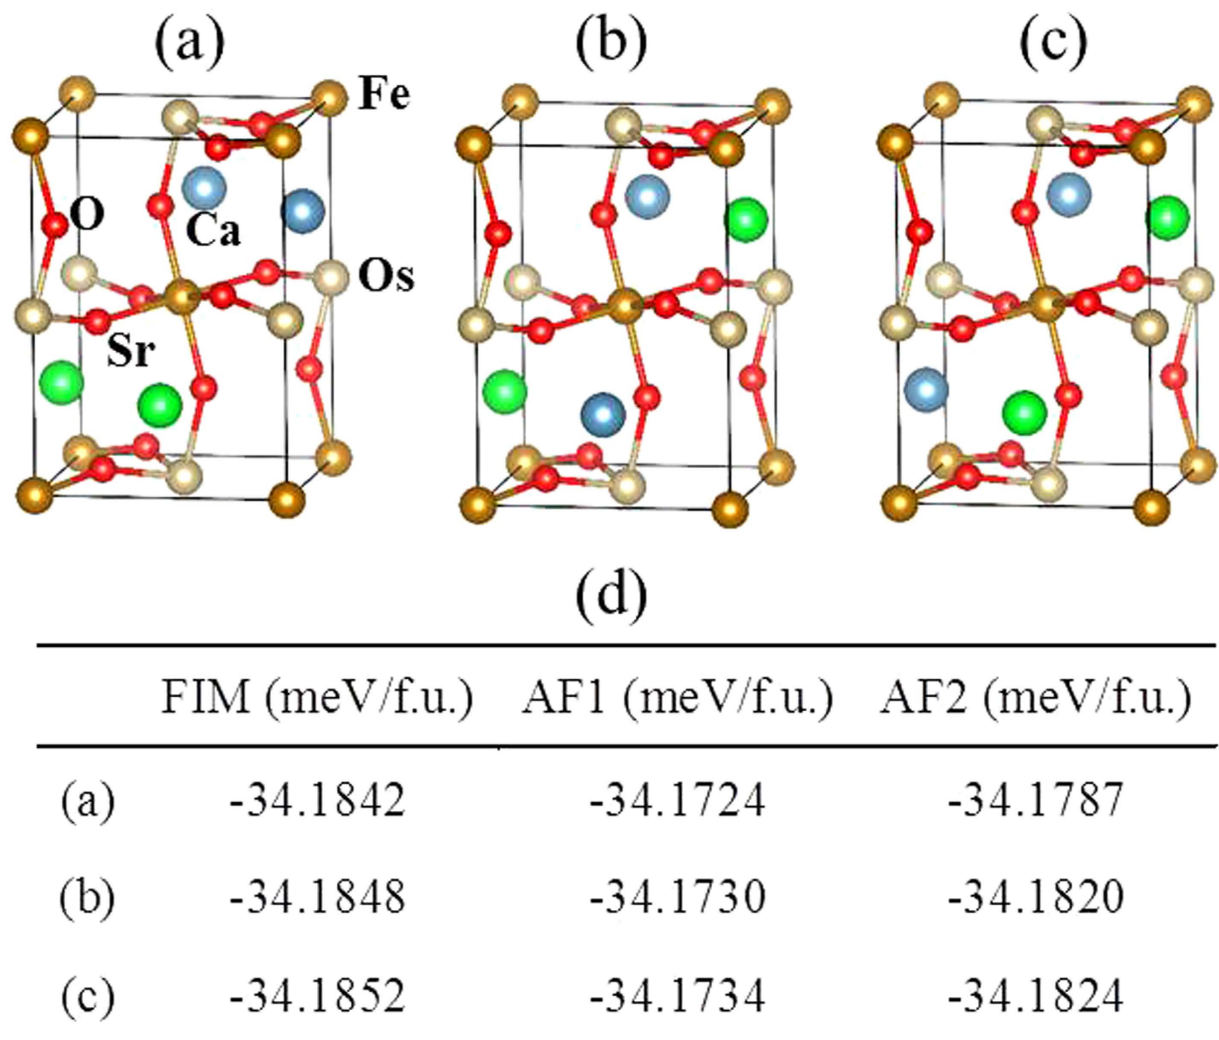 (a) (b) (c)
Fe
O
Ca
Os
Sr
(d)
FIM (meV/f.u.) AF1 (meV/f.u.) AF2 (meV/f.u.)
(a) -34.1842 -34.1724 -34.1787
(b) -34.1848 -34.1730 -34.1820
(c) -34.1852 -34.1734 -34.1824